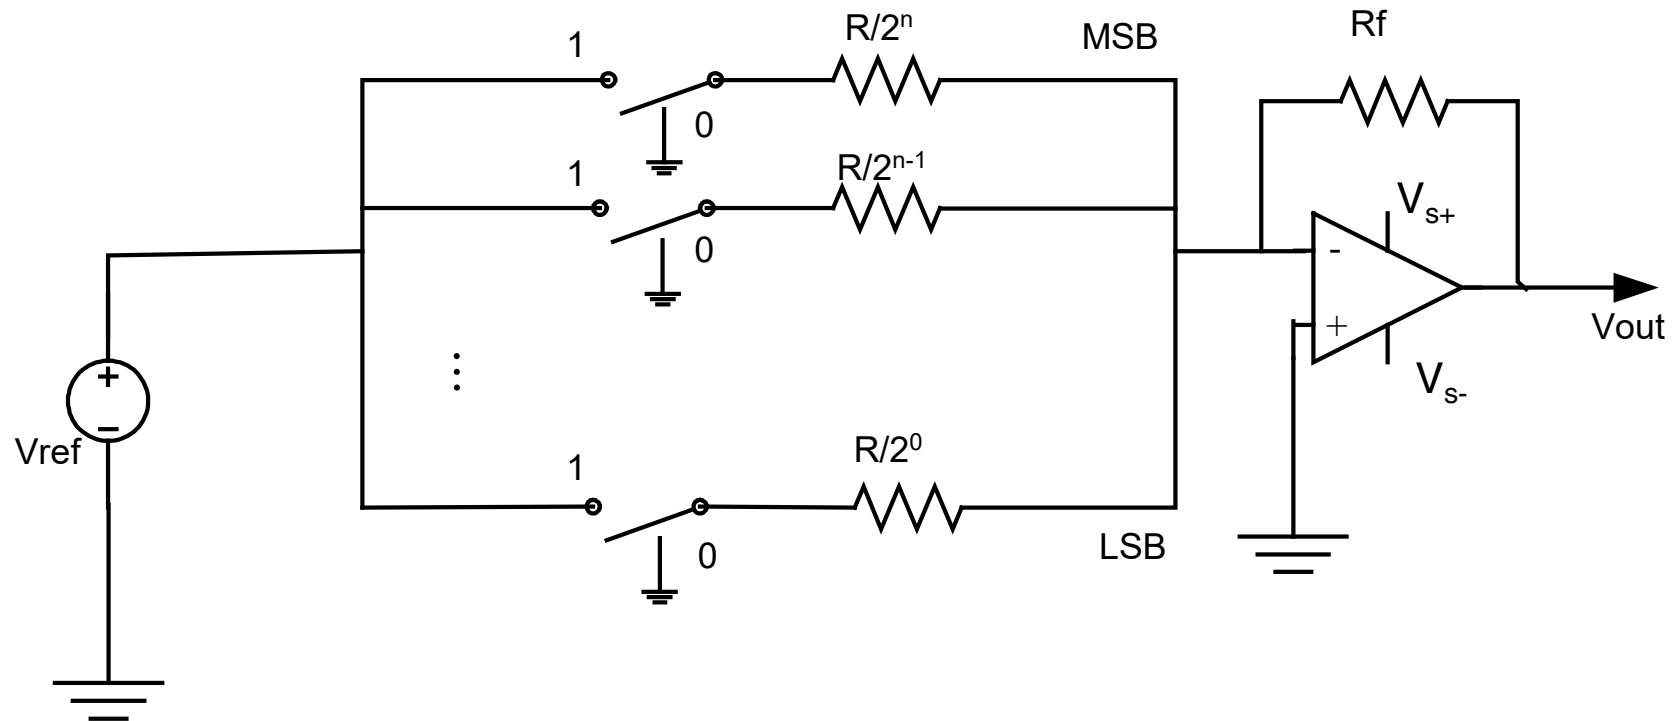 1
R/2ⁿ
MSB
Rf
0
1
R/2ⁿ⁻¹
0
Vₛ₊
-
+
Vout
Vₛ₋
+
−
Vref
1
R/2⁰
0
LSB